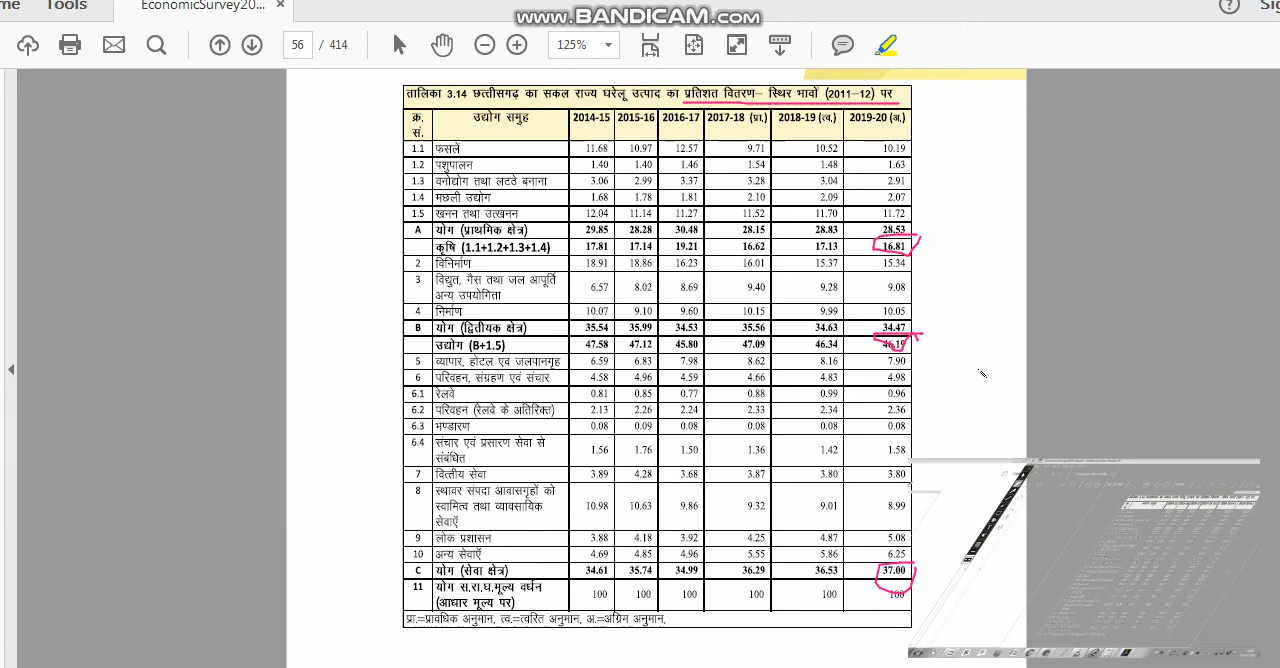 me Tools EconomicSurvey20... × Sig
www.BANDICAM.com
56 / 414 125%
तालिका 3.14 छत्तीसगढ़ का सकल राज्य घरेलू उत्पाद का प्रतिशत वितरण– स्थिर भावों (2011–12) पर
क्र. सं. उद्योग समुह 2014-15 2015-16 2016-17 2017-18 (प्रा.) 2018-19 (त्व.) 2019-20 (अ.)
1.1 फसलें 11.68 10.97 12.57 9.71 10.52 10.19
1.2 पशुपालन 1.40 1.40 1.46 1.54 1.48 1.63
1.3 वनोद्योग तथा लटठे बनाना 3.06 2.99 3.37 3.28 3.04 2.91
1.4 मछली उद्योग 1.68 1.78 1.81 2.10 2.09 2.07
1.5 खनन तथा उत्खनन 12.04 11.14 11.27 11.52 11.70 11.72
A योग (प्राथमिक क्षेत्र) 29.85 28.28 30.48 28.15 28.83 28.53
कृषि (1.1+1.2+1.3+1.4) 17.81 17.14 19.21 16.62 17.13 16.81
2 विनिर्माण 18.91 18.86 16.23 16.01 15.37 15.34
3 विद्युत, गैस तथा जल आपूर्ति
अन्य उपयोगिता 6.57 8.02 8.69 9.40 9.28 9.08
4 निर्माण 10.07 9.10 9.60 10.15 9.99 10.05
B योग (द्वितीयक क्षेत्र) 35.54 35.99 34.53 35.56 34.63 34.47
उद्योग (B+1.5) 47.58 47.12 45.80 47.09 46.34 46.19
5 व्यापार, होटल एवं जलपानगृह 6.59 6.83 7.98 8.62 8.16 7.90
6 परिवहन, संग्रहण एवं संचार 4.58 4.96 4.59 4.66 4.83 4.98
6.1 रेलवे 0.81 0.85 0.77 0.88 0.99 0.96
6.2 परिवहन (रेलवे के अतिरिक्त) 2.13 2.26 2.24 2.33 2.34 2.36
6.3 भण्डारण 0.08 0.09 0.08 0.08 0.08 0.08
6.4 संचार एवं प्रसारण सेवा से
संबंधित 1.56 1.76 1.50 1.36 1.42 1.58
7 वित्तीय सेवा 3.89 4.28 3.68 3.87 3.80 3.80
8 स्थावर संपदा आवासगृहों को
स्वामित्व तथा व्यावसायिक 10.98 10.63 9.86 9.32 9.01 8.99
सेवाऍं
9 लोक प्रशासन 3.88 4.18 3.92 4.25 4.87 5.08
10 अन्य सेवाऍं 4.69 4.85 4.96 5.55 5.86 6.25
C योग (सेवा क्षेत्र) 34.61 35.74 34.99 36.29 36.53 37.00
11 योग स.रा.घ.मूल्य वर्धन
(आधार मूल्य पर) 100 100 100 100 100 100
प्रा.=प्रावधिक अनुमान, त्व.=त्वरित अनुमान, अ.=अग्रिम अनुमान,